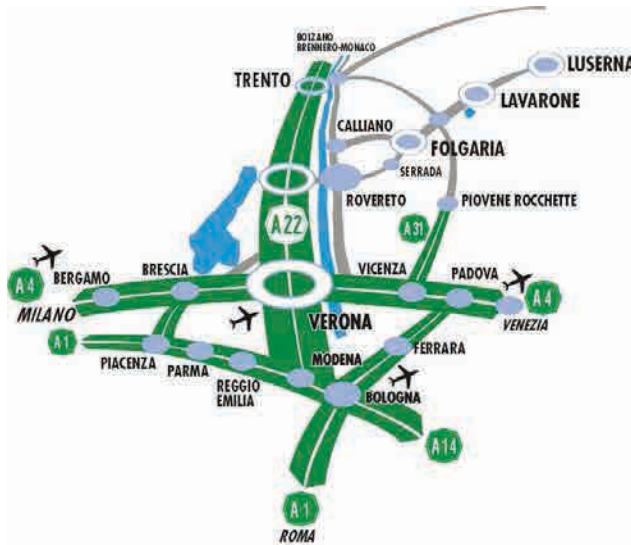 BOLZANO
BRENNERO-MONACO
TRENTO
LUSERNA
LAVARONE
CALLIANO
FOLGARIA
SERRADA
ROVERETO
PIOVENE ROCCHETTE
A22
A31
A4
BERGAMO
BRESCIA
VICENZA
PADOVA
A4
MILANO
VERONA
VENEZIA
A1
PIACENZA
PARMA
REGGIO
EMILIA
MODENA
FERRARA
BOLOGNA
A14
A1
ROMA